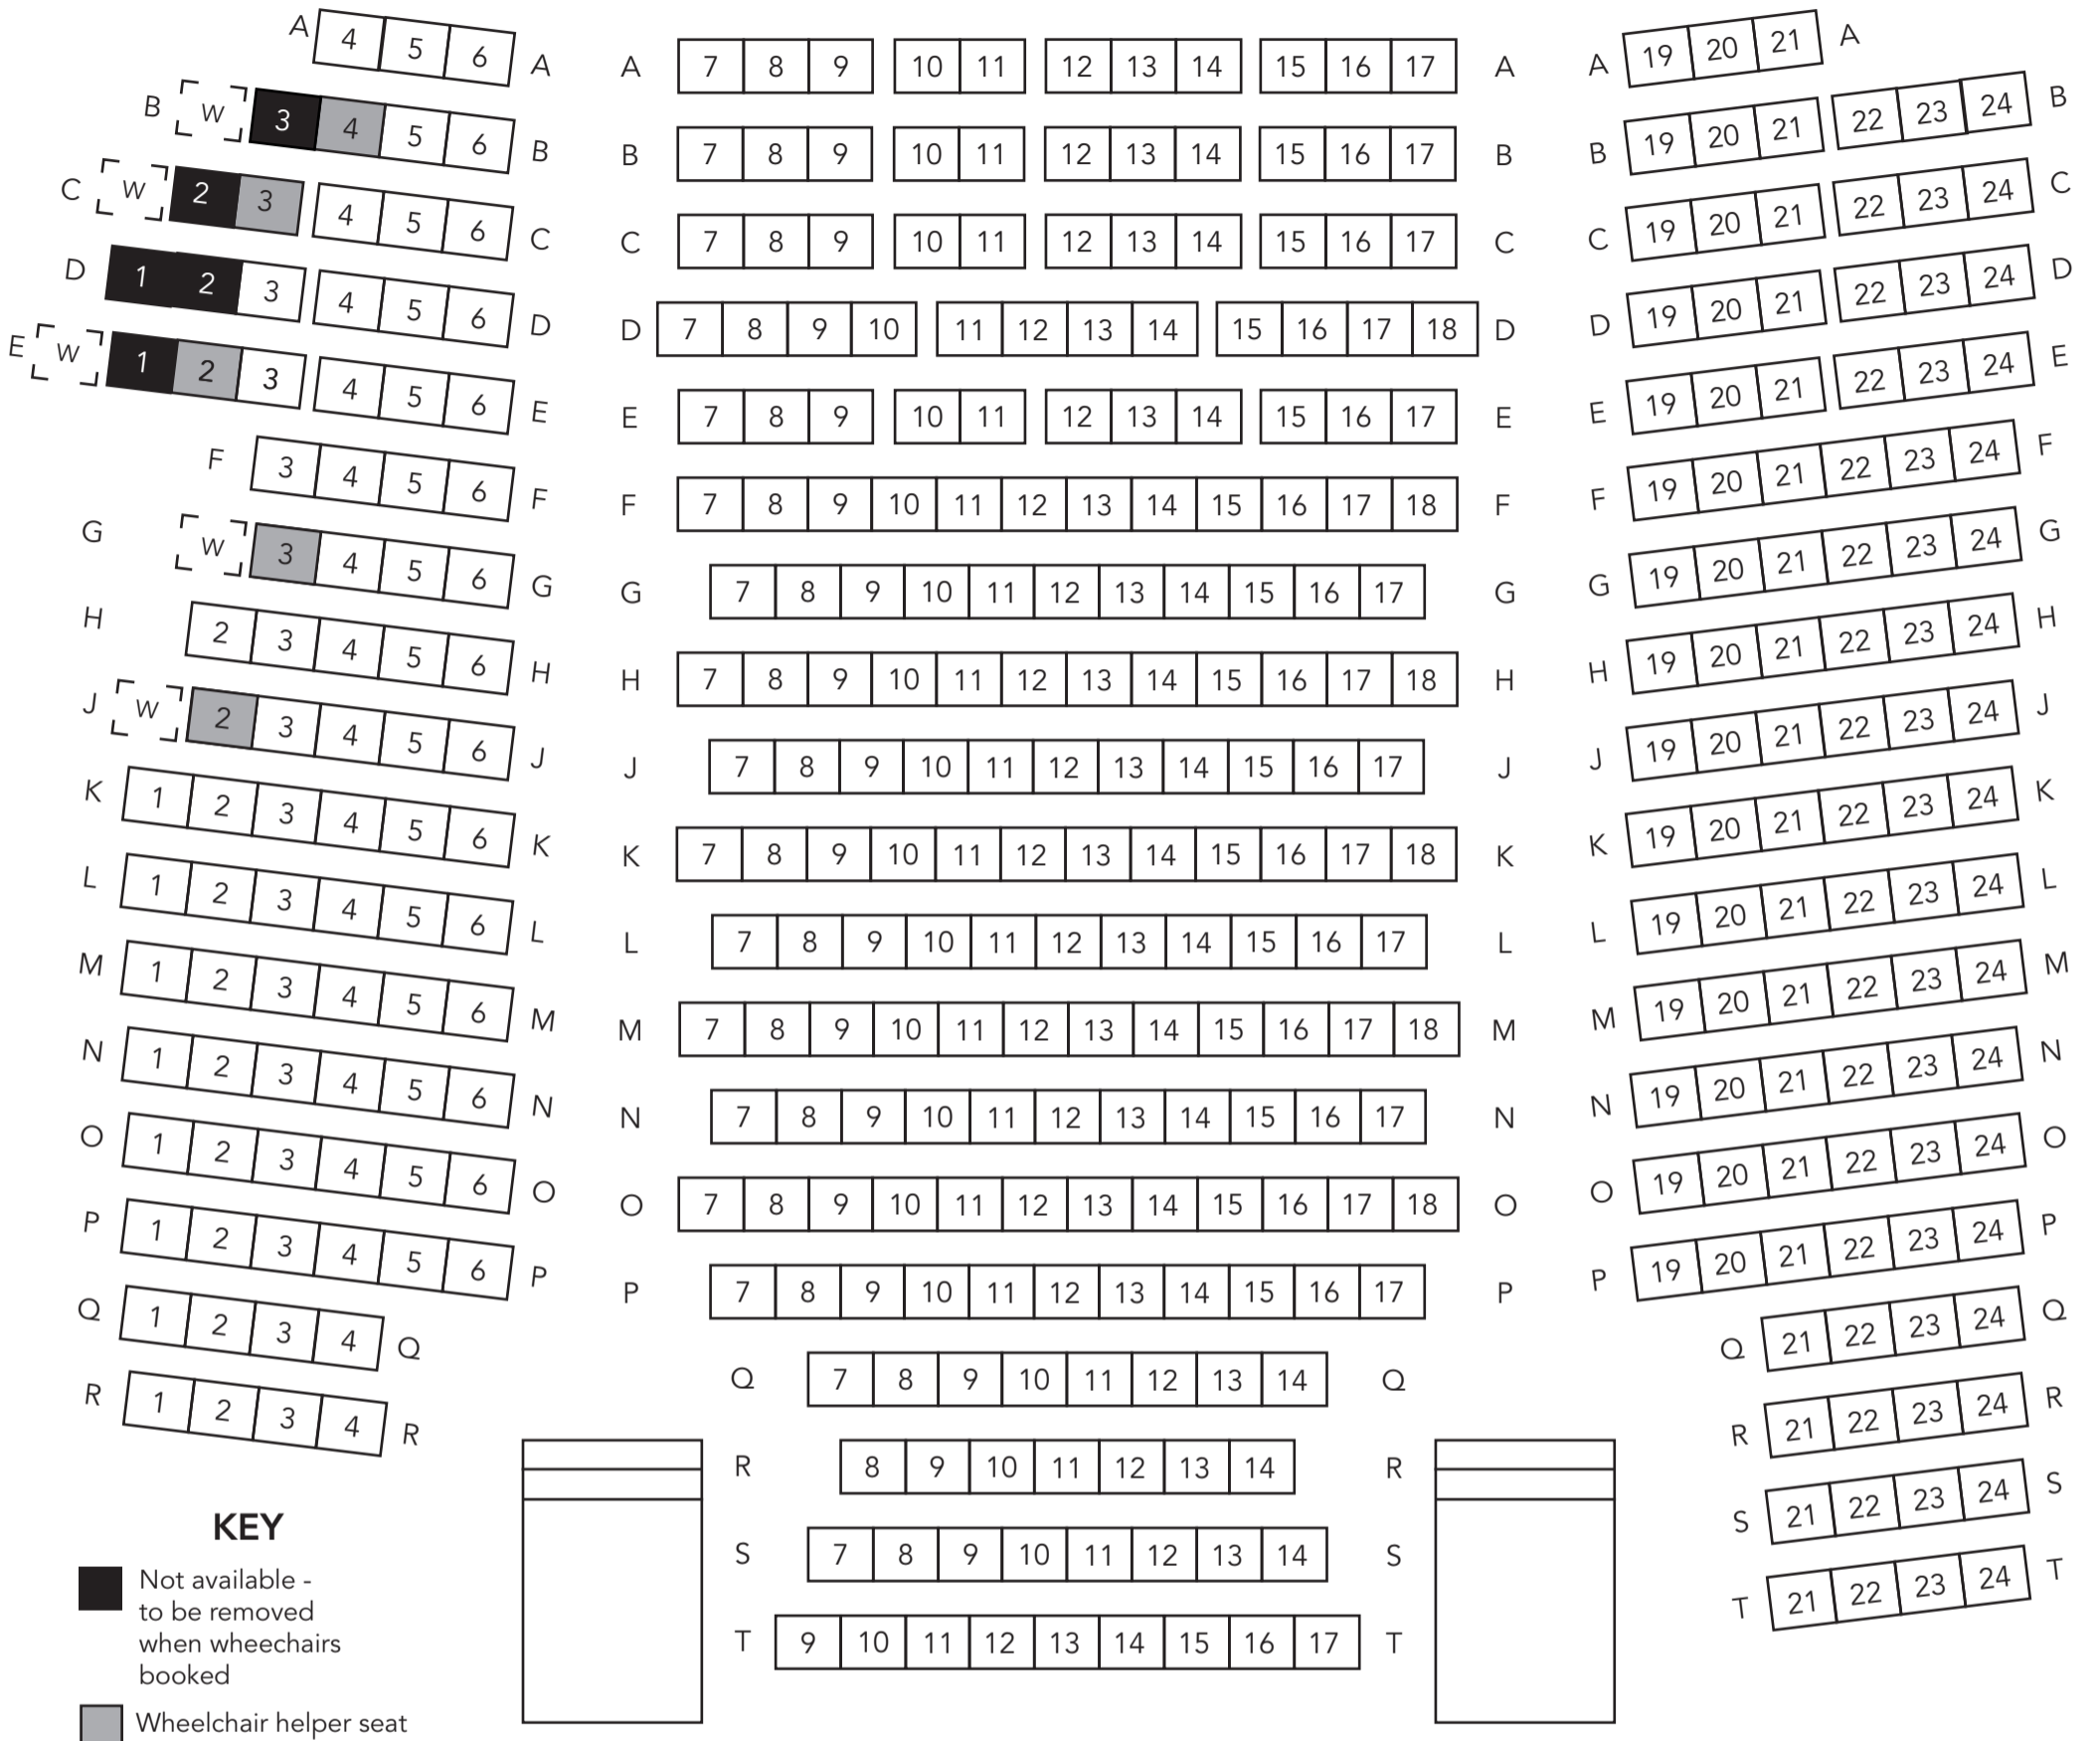 A 4 5 6 A A 7 8 9 10 11 12 13 14 15 16 17 A A 19 20 21 A
B W 3 4 5 6 B B 7 8 9 10 11 12 13 14 15 16 17 B B 19 20 21 22 23 24 B
C W 2 3 4 5 6 C C 7 8 9 10 11 12 13 14 15 16 17 C C 19 20 21 22 23 24 C
D 1 2 3 4 5 6 D D 7 8 9 10 11 12 13 14 15 16 17 18 D D 19 20 21 22 23 24 D
E W 1 2 3 4 5 6 E E 7 8 9 10 11 12 13 14 15 16 17 E E 19 20 21 22 23 24 E
F 3 4 5 6 F F 7 8 9 10 11 12 13 14 15 16 17 18 F F 19 20 21 22 23 24 F
G W 3 4 5 6 G G 7 8 9 10 11 12 13 14 15 16 17 G G 19 20 21 22 23 24 G
H 2 3 4 5 6 H H 7 8 9 10 11 12 13 14 15 16 17 18 H H 19 20 21 22 23 24 H
J W 2 3 4 5 6 J J 7 8 9 10 11 12 13 14 15 16 17 J J 19 20 21 22 23 24 J
K 1 2 3 4 5 6 K K 7 8 9 10 11 12 13 14 15 16 17 18 K K 19 20 21 22 23 24 K
L 1 2 3 4 5 6 L L 7 8 9 10 11 12 13 14 15 16 17 L L 19 20 21 22 23 24 L
M 1 2 3 4 5 6 M M 7 8 9 10 11 12 13 14 15 16 17 18 M M 19 20 21 22 23 24 M
N 1 2 3 4 5 6 N N 7 8 9 10 11 12 13 14 15 16 17 N N 19 20 21 22 23 24 N
O 1 2 3 4 5 6 O O 7 8 9 10 11 12 13 14 15 16 17 18 O O 19 20 21 22 23 24 O
P 1 2 3 4 5 6 P P 7 8 9 10 11 12 13 14 15 16 17 P P 19 20 21 22 23 24 P
Q 1 2 3 4 Q Q 7 8 9 10 11 12 13 14 Q Q 21 22 23 24 Q
R 1 2 3 4 R R 8 9 10 11 12 13 14 R R 21 22 23 24 R
S 7 8 9 10 11 12 13 14 S S 21 22 23 24 S
T 9 10 11 12 13 14 15 16 17 T T 21 22 23 24 T
KEY
Not available -
to be removed
when wheechairs
booked
Wheelchair helper seat